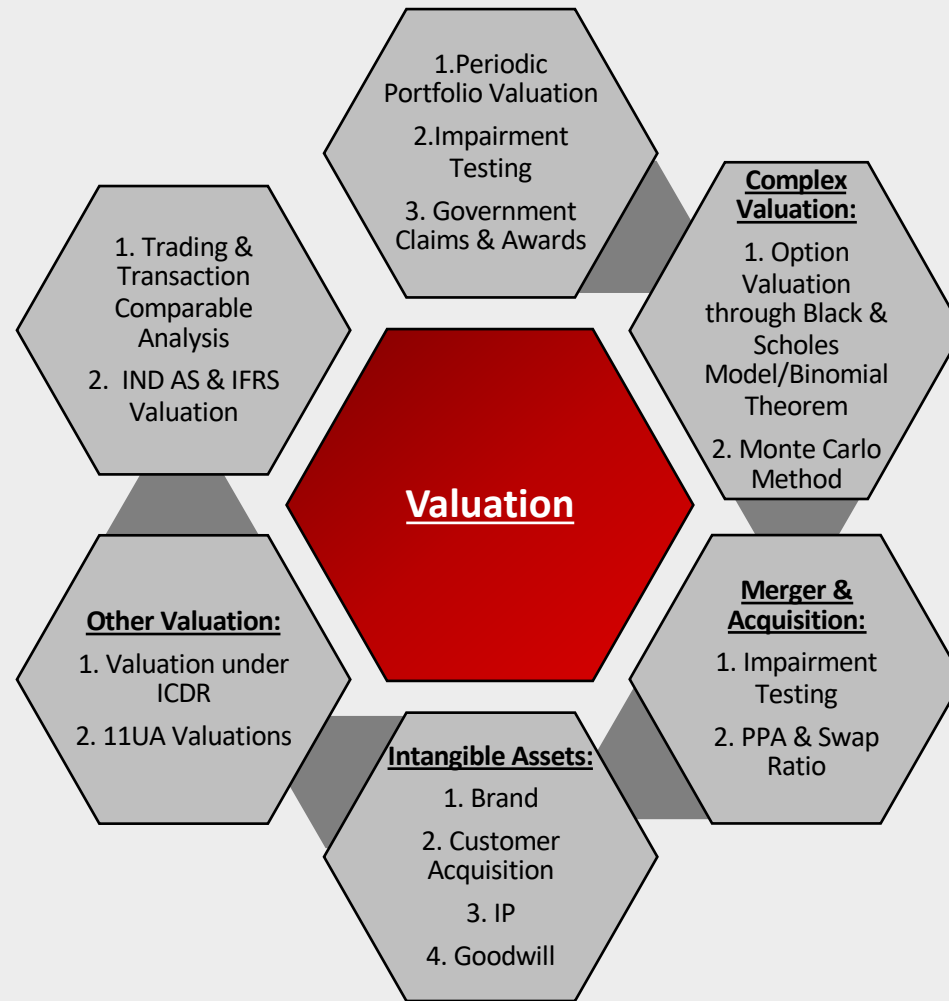 1.Periodic
Portfolio Valuation
2.Impairment
Testing
3. Government
Claims & Awards
Complex
Valuation:
1. Option
Valuation
through Black &
Scholes
Model/Binomial
Theorem
2. Monte Carlo
Method
Merger &
Acquisition:
1. Impairment
Testing
2. PPA & Swap
Ratio
Intangible Assets:
1. Brand
2. Customer
Acquisition
3. IP
4. Goodwill
Other Valuation:
1. Valuation under
ICDR
2. 11UA Valuations
1. Trading &
Transaction
Comparable
Analysis
2. IND AS & IFRS
Valuation
Valuation